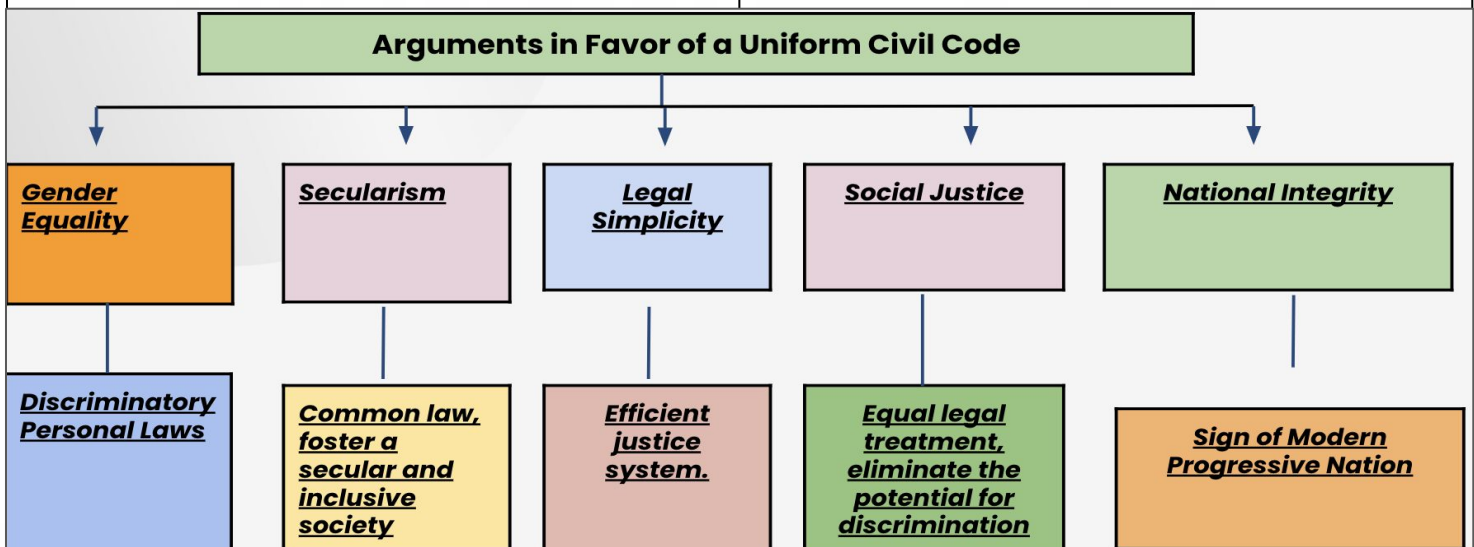 Arguments in Favor of a Uniform Civil Code
Gender
Equality
Secularism
Legal
Simplicity
Social Justice
National Integrity
Discriminatory
Personal Laws
Common law,
foster a
secular and
inclusive
society
Efficient
justice
system.
Equal legal
treatment,
eliminate the
potential for
discrimination
Sign of Modern
Progressive Nation